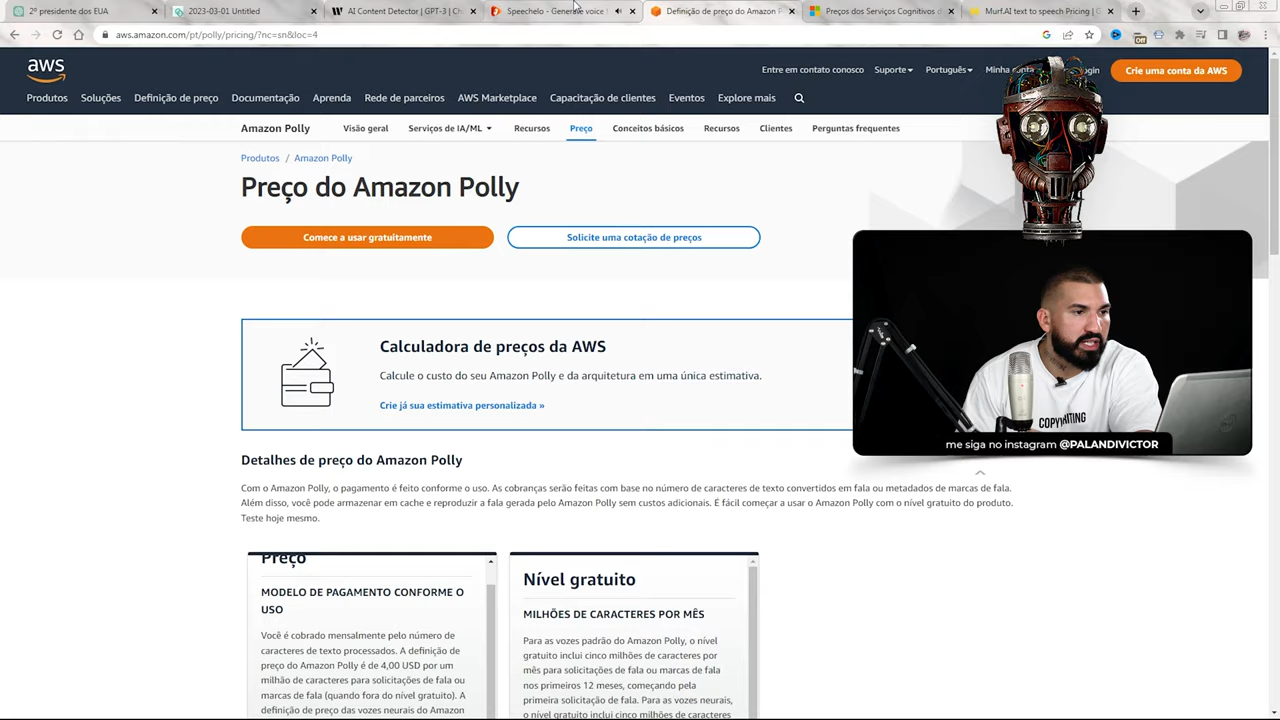 2º presidente dos EUA
2023-03-01 Untitled
AI Content Detector | GPT-3 | Ch
Speechelo - Generate voice
Definição de preço do Amazon P
Preços dos Serviços Cognitivos d
Murf.AI text to speech Pricing |
aws.amazon.com/pt/polly/pricing/?nc=sn&loc=4
Off
aws
Entre em contato conosco
Suporte
Português
Minha conta
Login
Crie uma conta da AWS
Produtos
Soluções
Definição de preço
Documentação
Aprenda
Rede de parceiros
AWS Marketplace
Capacitação de clientes
Eventos
Explore mais
Amazon Polly
Visão geral
Serviços de IA/ML
Recursos
Preço
Conceitos básicos
Recursos
Clientes
Perguntas frequentes
Produtos / Amazon Polly
Preço do Amazon Polly
Comece a usar gratuitamente
Solicite uma cotação de preços
Calculadora de preços da AWS
Calcule o custo do seu Amazon Polly e da arquitetura em uma única estimativa.
Crie já sua estimativa personalizada »
COPYWRITING
me siga no instagram @PALANDIVICTOR
Detalhes de preço do Amazon Polly
Com o Amazon Polly, o pagamento é feito conforme o uso. As cobranças serão feitas com base no número de caracteres de texto convertidos em fala ou metadados de marcas de fala.
Além disso, você pode armazenar em cache e reproduzir a fala gerada pelo Amazon Polly sem custos adicionais. É fácil começar a usar o Amazon Polly com o nível gratuito do produto.
Teste hoje mesmo.
Preço
MODELO DE PAGAMENTO CONFORME O
USO
Você é cobrado mensalmente pelo número de
caracteres de texto processados. A definição de
preço do Amazon Polly é de 4,00 USD por um
milhão de caracteres para solicitações de fala ou
marcas de fala (quando fora do nível gratuito). A
definição de preço das vozes neurais do Amazon
Nível gratuito
MILHÕES DE CARACTERES POR MÊS
Para as vozes padrão do Amazon Polly, o nível
gratuito inclui cinco milhões de caracteres por
mês para solicitações de fala ou marcas de fala
nos primeiros 12 meses, começando pela
primeira solicitação de fala. Para as vozes neurais,
o nível gratuito inclui cinco milhões de caracteres